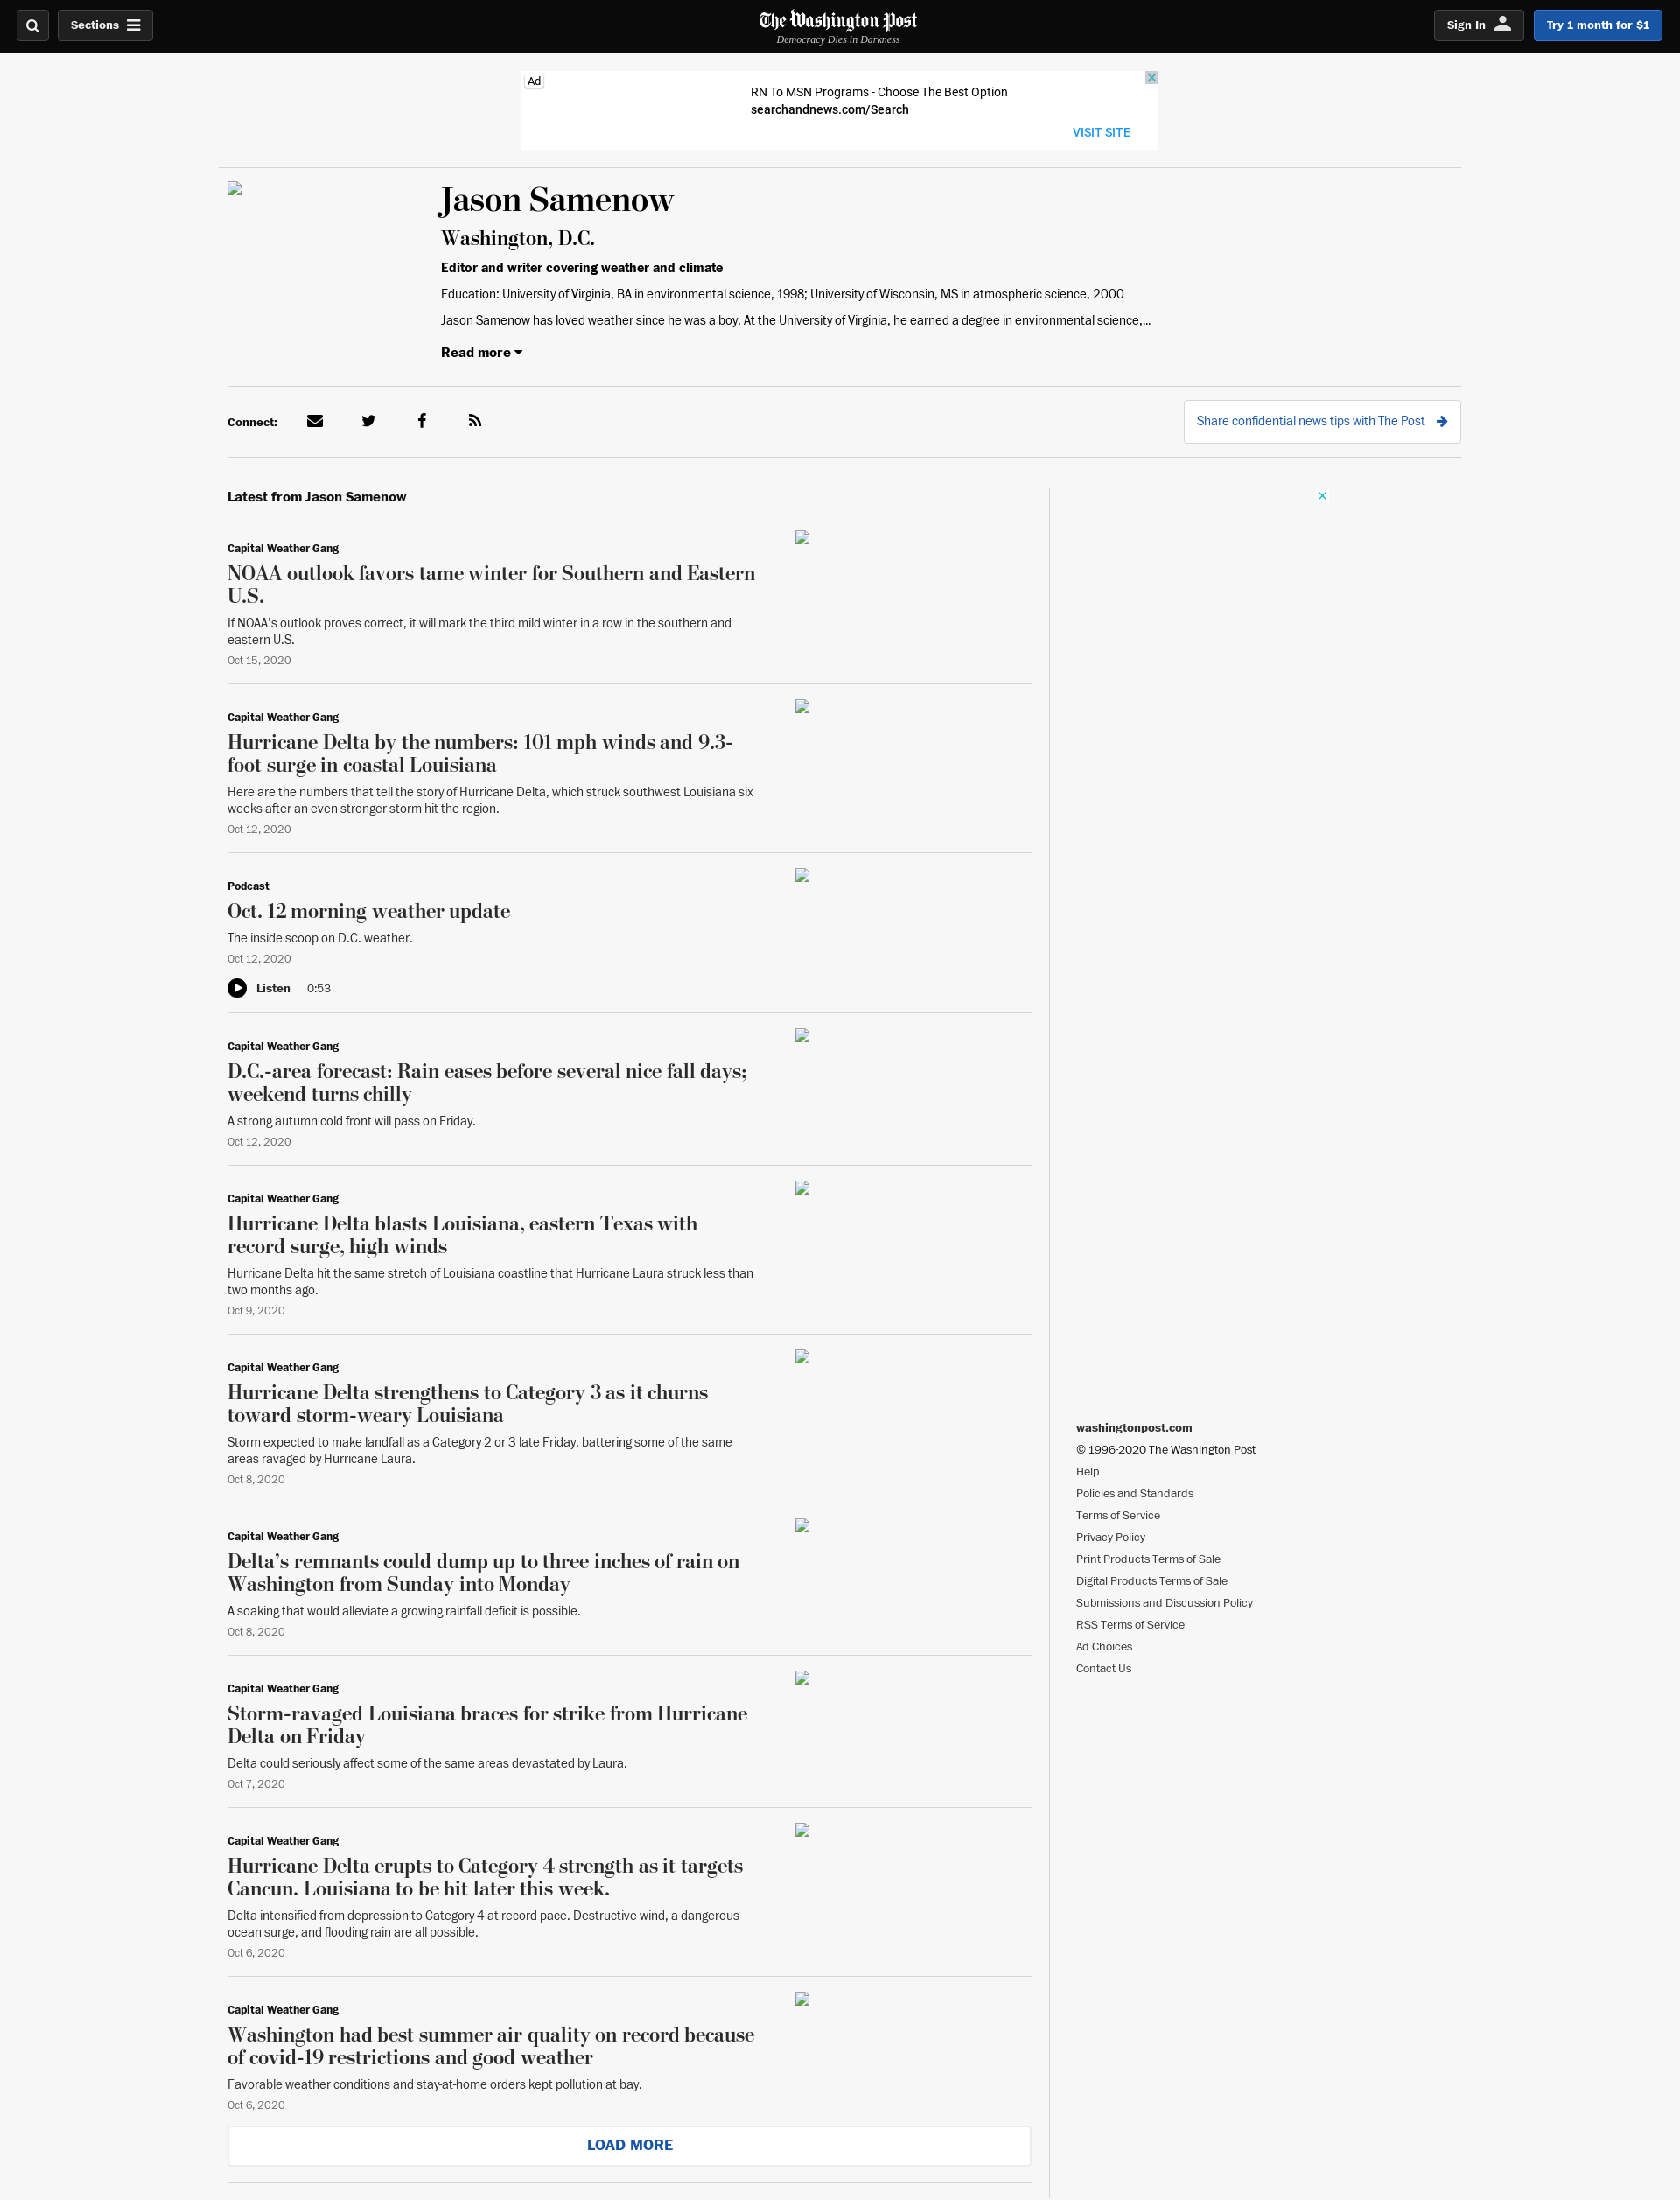 Sections
The Washington Post
Democracy Dies in Darkness
Sign In
Try 1 month for $1
Ad
RN To MSN Programs - Choose The Best Option
searchandnews.com/Search
VISIT SITE
Jason Samenow
Washington, D.C.
Editor and writer covering weather and climate
Education: University of Virginia, BA in environmental science, 1998; University of Wisconsin, MS in atmospheric science, 2000
Jason Samenow has loved weather since he was a boy. At the University of Virginia, he earned a degree in environmental science,...
Read more
Connect:
Share confidential news tips with The Post
Latest from Jason Samenow
Capital Weather Gang
NOAA outlook favors tame winter for Southern and Eastern
U.S.
If NOAA's outlook proves correct, it will mark the third mild winter in a row in the southern and
eastern U.S.
Oct 15, 2020
Capital Weather Gang
Hurricane Delta by the numbers: 101 mph winds and 9.3-
foot surge in coastal Louisiana
Here are the numbers that tell the story of Hurricane Delta, which struck southwest Louisiana six
weeks after an even stronger storm hit the region.
Oct 12, 2020
Podcast
Oct. 12 morning weather update
The inside scoop on D.C. weather.
Oct 12, 2020
Listen 0:53
Capital Weather Gang
D.C.-area forecast: Rain eases before several nice fall days;
weekend turns chilly
A strong autumn cold front will pass on Friday.
Oct 12, 2020
Capital Weather Gang
Hurricane Delta blasts Louisiana, eastern Texas with
record surge, high winds
Hurricane Delta hit the same stretch of Louisiana coastline that Hurricane Laura struck less than
two months ago.
Oct 9, 2020
Capital Weather Gang
Hurricane Delta strengthens to Category 3 as it churns
toward storm-weary Louisiana
Storm expected to make landfall as a Category 2 or 3 late Friday, battering some of the same
areas ravaged by Hurricane Laura.
Oct 8, 2020
Capital Weather Gang
Delta’s remnants could dump up to three inches of rain on
Washington from Sunday into Monday
A soaking that would alleviate a growing rainfall deficit is possible.
Oct 8, 2020
Capital Weather Gang
Storm-ravaged Louisiana braces for strike from Hurricane
Delta on Friday
Delta could seriously affect some of the same areas devastated by Laura.
Oct 7, 2020
Capital Weather Gang
Hurricane Delta erupts to Category 4 strength as it targets
Cancun. Louisiana to be hit later this week.
Delta intensified from depression to Category 4 at record pace. Destructive wind, a dangerous
ocean surge, and flooding rain are all possible.
Oct 6, 2020
Capital Weather Gang
Washington had best summer air quality on record because
of covid-19 restrictions and good weather
Favorable weather conditions and stay-at-home orders kept pollution at bay.
Oct 6, 2020
LOAD MORE
washingtonpost.com
© 1996-2020 The Washington Post
Help
Policies and Standards
Terms of Service
Privacy Policy
Print Products Terms of Sale
Digital Products Terms of Sale
Submissions and Discussion Policy
RSS Terms of Service
Ad Choices
Contact Us